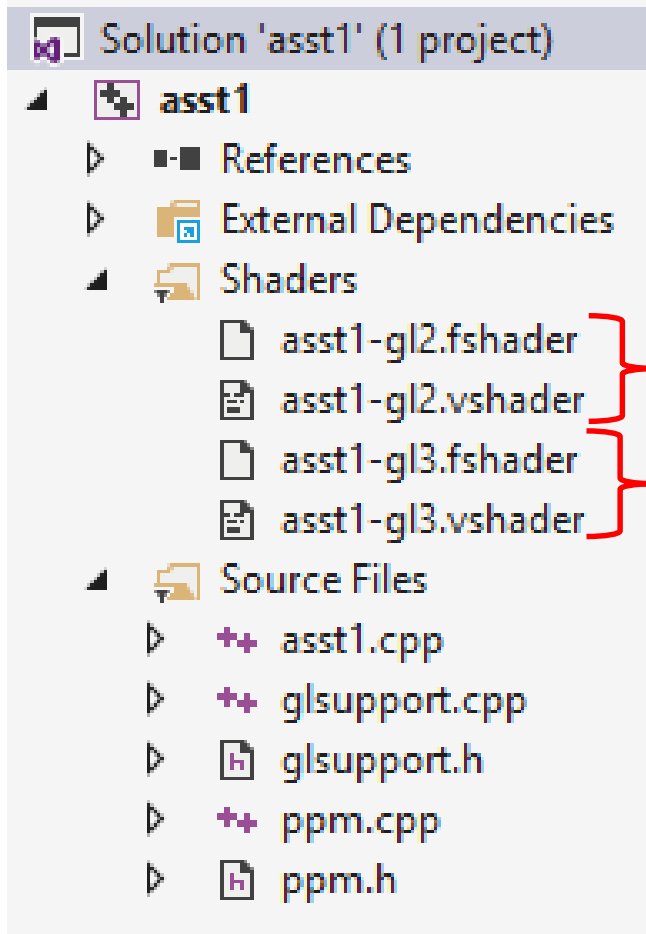 Solution 'asst1' (1 project)
asst1
References
External Dependencies
Shaders
asst1-gl2.fshader
asst1-gl2.vshader
asst1-gl3.fshader
asst1-gl3.vshader
Source Files
asst1.cpp
glsupport.cpp
glsupport.h
ppm.cpp
ppm.h